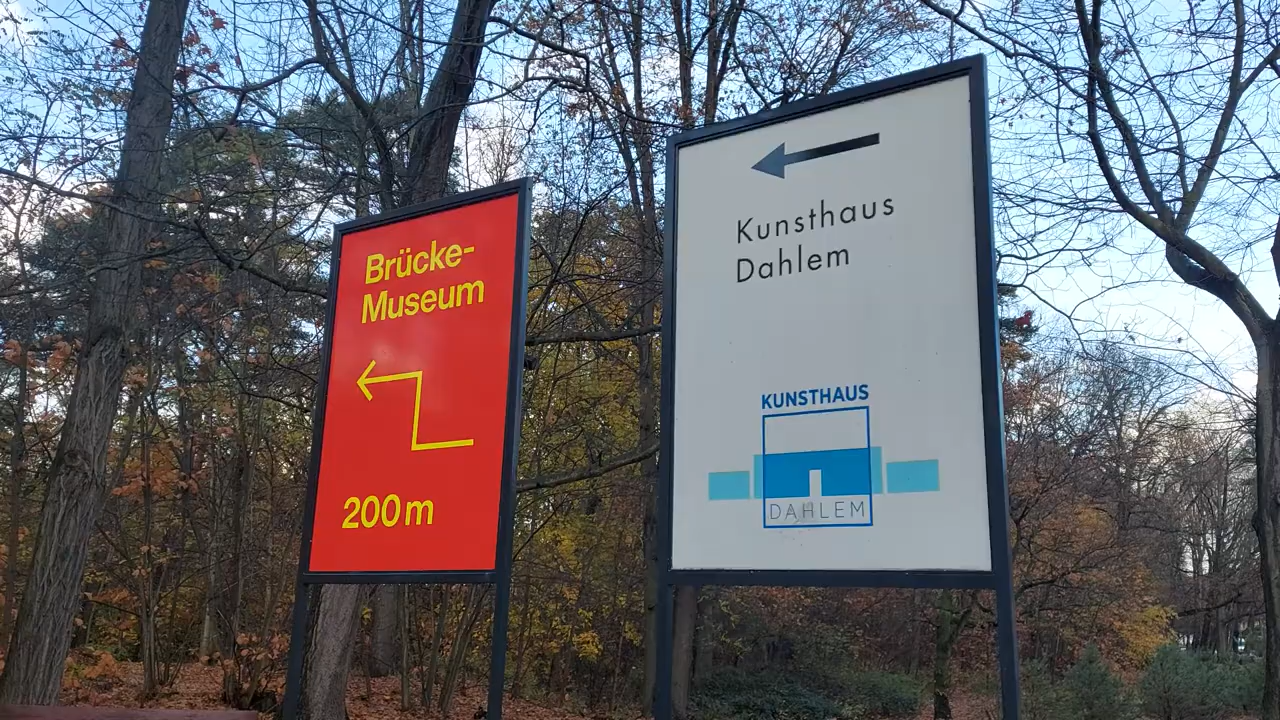 Brücke-
Museum
200 m
Kunsthaus
Dahlem
KUNSTHAUS
DAHLEM